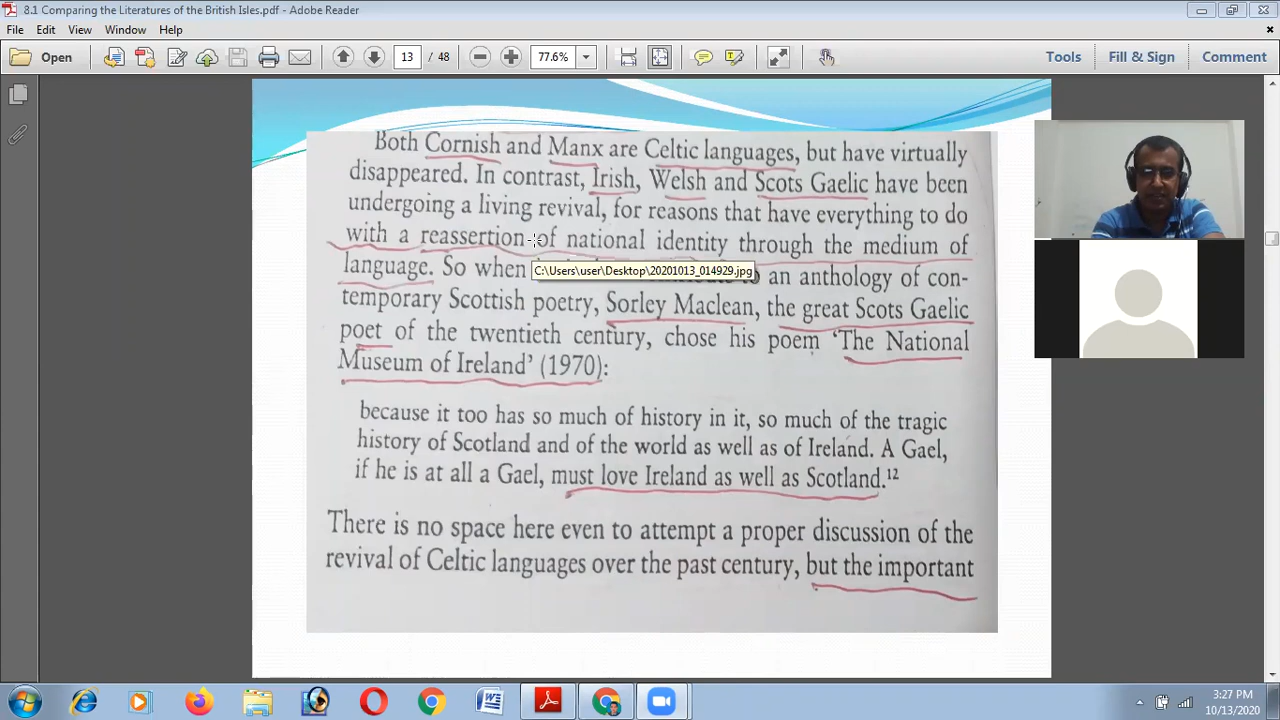 8.1 Comparing the Literatures of the British Isles.pdf - Adobe Reader
File Edit View Window Help
Open 13 / 48 77.6% Tools Fill & Sign Comment
Both Cornish and Manx are Celtic languages, but have virtually
disappeared. In contrast, Irish, Welsh and Scots Gaelic have been
undergoing a living revival, for reasons that have everything to do
with a reassertion of national identity through the medium of
language. So when to an anthology of con-
C:\Users\user\Desktop\20201013_014929.jpg
temporary Scottish poetry, Sorley Maclean, the great Scots Gaelic
poet of the twentieth century, chose his poem 'The National
Museum of Ireland' (1970):
because it too has so much of history in it, so much of the tragic
history of Scotland and of the world as well as of Ireland. A Gael,
if he is at all a Gael, must love Ireland as well as Scotland.12
There is no space here even to attempt a proper discussion of the
revival of Celtic languages over the past century, but the important
3:27 PM
10/13/2020